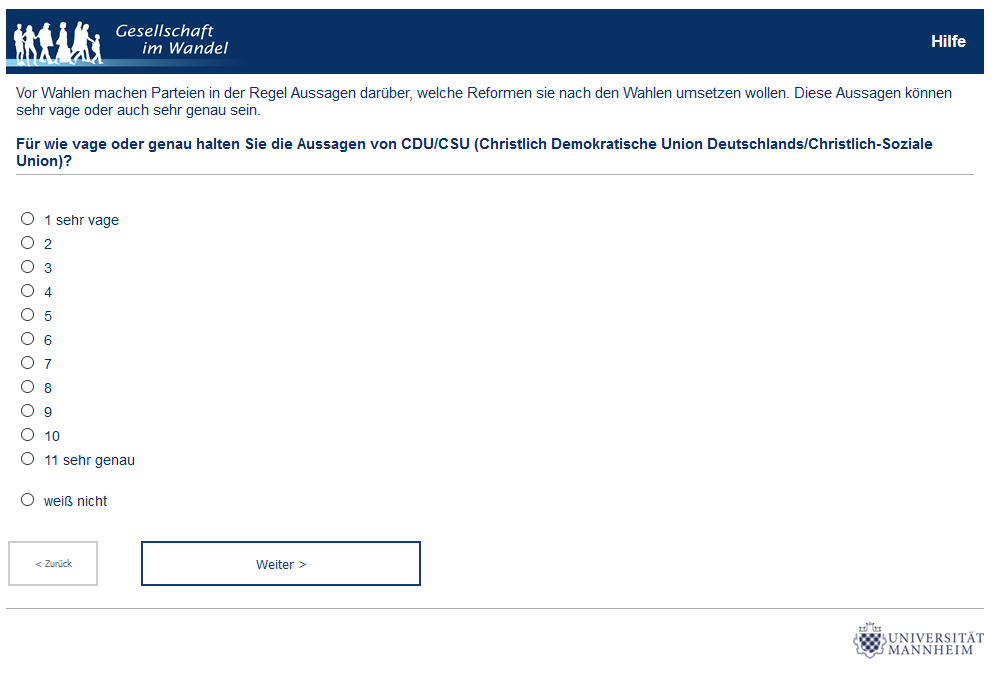 Gesellschaft
im Wandel
Hilfe
Vor Wahlen machen Parteien in der Regel Aussagen darüber, welche Reformen sie nach den Wahlen umsetzen wollen. Diese Aussagen können
sehr vage oder auch sehr genau sein.
Für wie vage oder genau halten Sie die Aussagen von CDU/CSU (Christlich Demokratische Union Deutschlands/Christlich-Soziale
Union)?
1 sehr vage
2
3
4
5
6
7
8
9
10
11 sehr genau
weiß nicht
< Zurück
Weiter >
UNIVERSITÄT
MANNHEIM